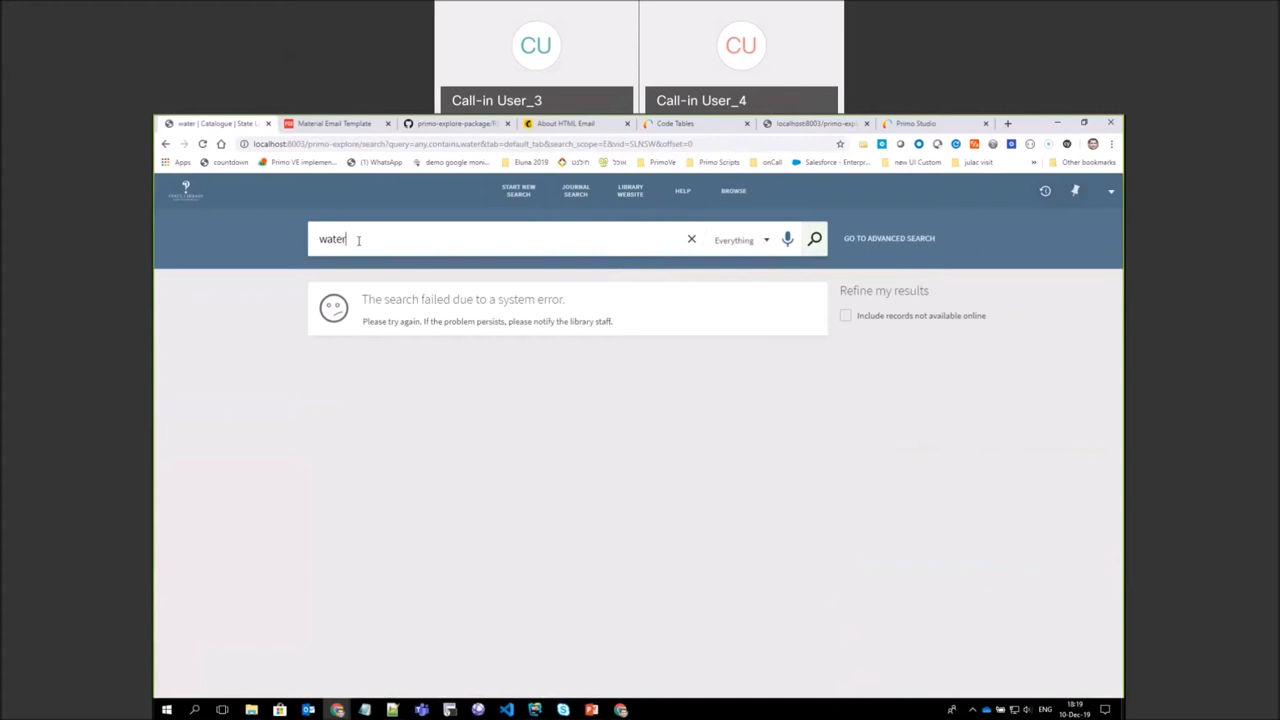 CU
CU
Call-in User_3
Call-in User_4
water | Catalogue | State L
Material Email Template
primo-explore-package/RE
About HTML Email
Code Tables
localhost:8003/primo-expl
Primo Studio
localhost:8003/primo-explore/search?query=any,contains,water&tab=default_tab&search_scope=E&vid=SLNSW&offset=0
Apps
countdown
Primo VE implemen...
(1) WhatsApp
demo google moni...
Eluna 2019
חפלנט
אוכל
PrimoVe
Primo Scripts
onCall
Salesforce - Enterpr...
new UI Custom
julac visit
»
Other bookmarks
START NEW
SEARCH
JOURNAL
SEARCH
LIBRARY
WEBSITE
HELP
BROWSE
water
Everything
GO TO ADVANCED SEARCH
The search failed due to a system error.
Please try again. If the problem persists, please notify the library staff.
Refine my results
Include records not available online
ENG
18:19
10-Dec-19